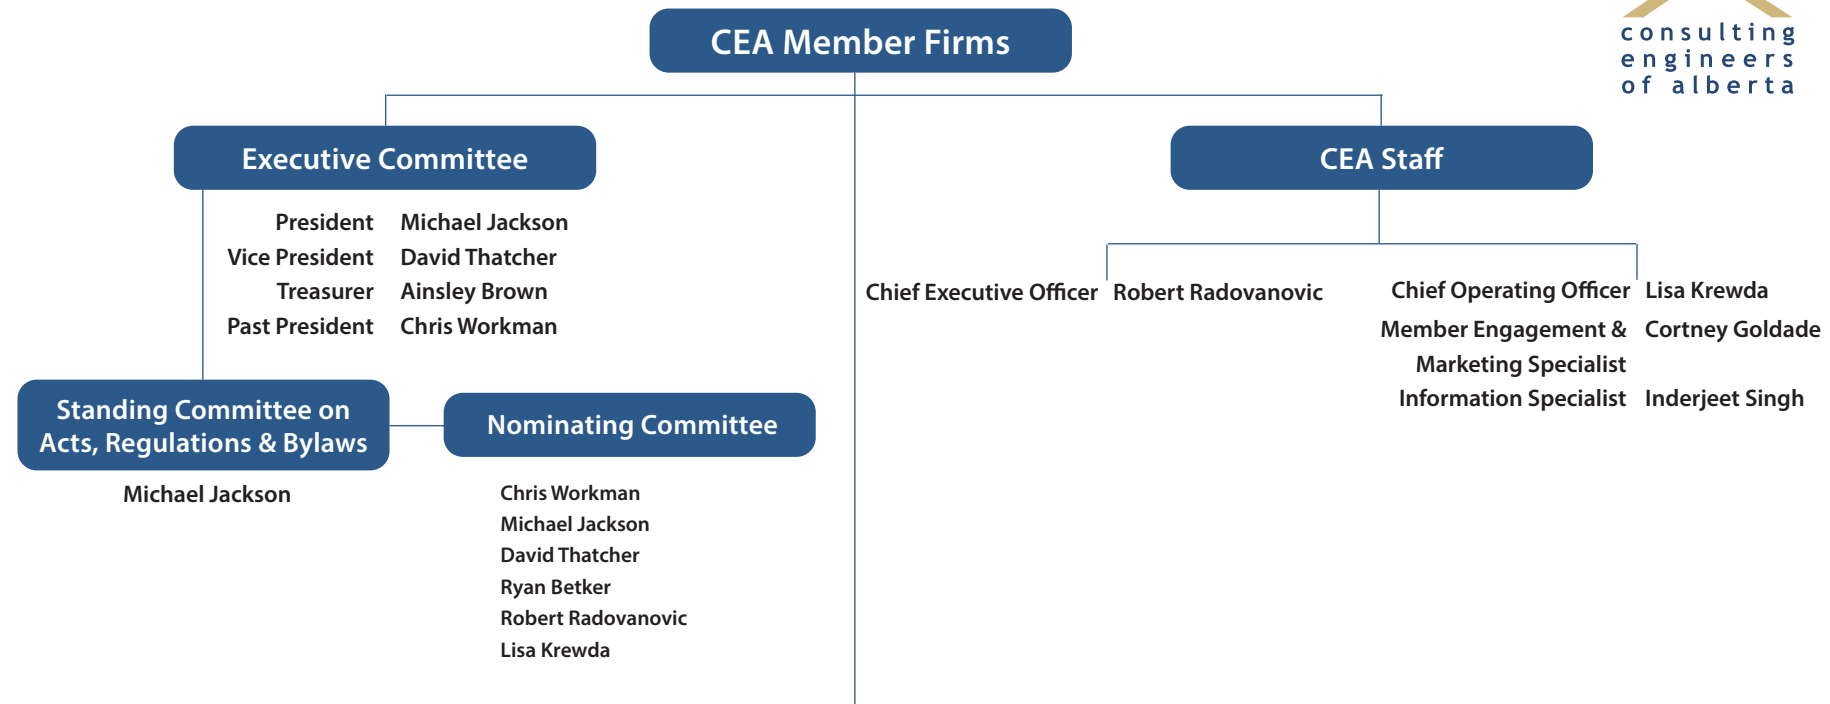 CEA Member Firms
consulting
engineers
of alberta
Executive Committee
President Michael Jackson
Vice President David Thatcher
Treasurer Ainsley Brown
Past President Chris Workman
CEA Staff
Chief Executive Officer Robert Radovanovic
Chief Operating Officer Lisa Krewda
Member Engagement & Cortney Goldade
Marketing Specialist
Information Specialist Inderjeet Singh
Standing Committee on
Acts, Regulations & Bylaws
Michael Jackson
Nominating Committee
Chris Workman
Michael Jackson
David Thatcher
Ryan Betker
Robert Radovanovic
Lisa Krewda